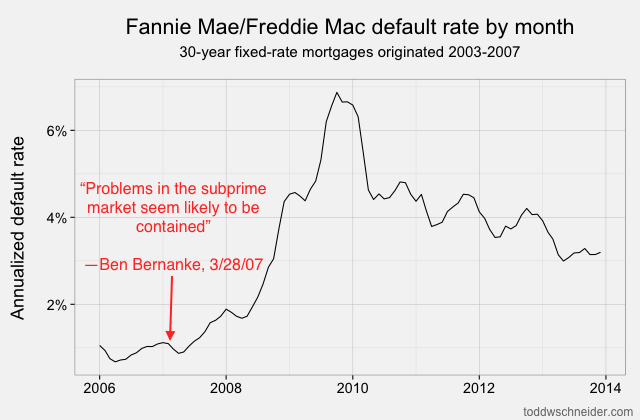 Fannie Mae/Freddie Mac default rate by month
30-year fixed-rate mortgages originated 2003-2007
Annualized default rate
6%
4%
2%
“Problems in the subprime
market seem likely to be
contained”
—Ben Bernanke, 3/28/07
2006
2008
2010
2012
2014
toddwschneider.com